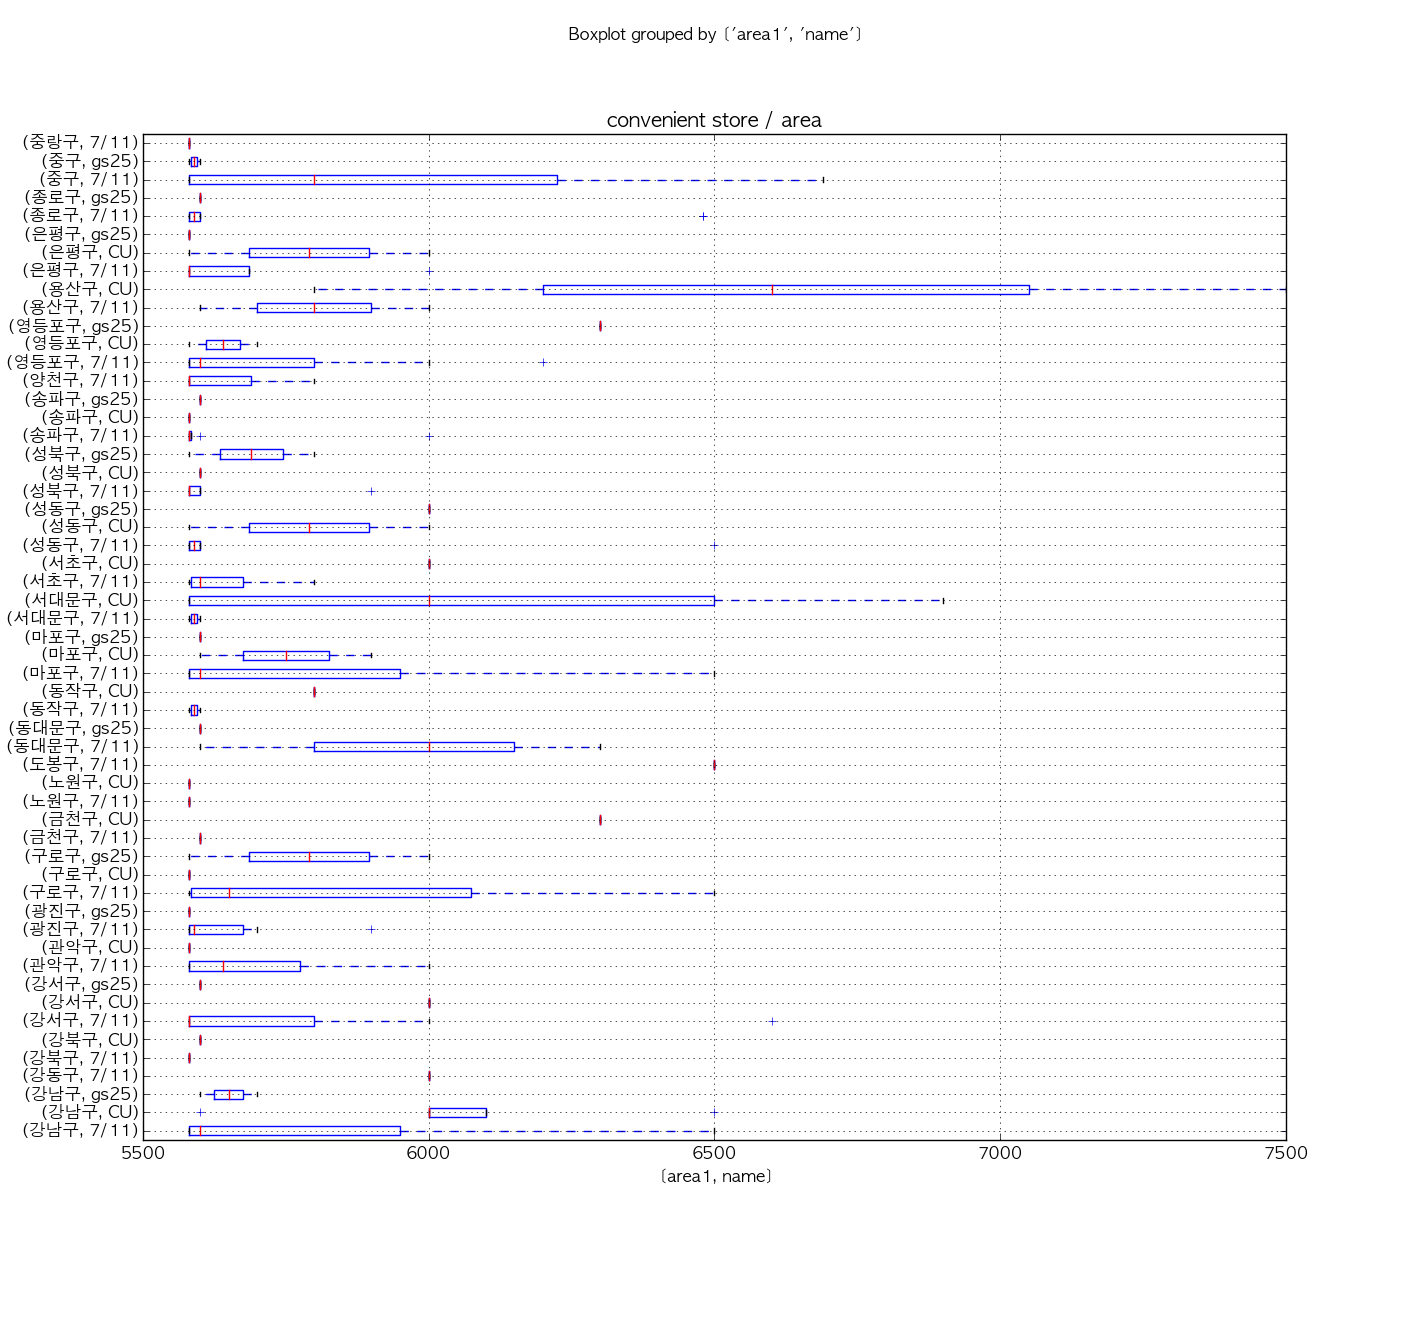 Boxplot grouped by ['area1', 'name']
convenient store / area
(중랑구, 7/11)
(중구, gs25)
(중구, 7/11)
(종로구, gs25)
(종로구, 7/11)
(은평구, gs25)
(은평구, CU)
(은평구, 7/11)
(용산구, CU)
(용산구, 7/11)
(영등포구, gs25)
(영등포구, CU)
(영등포구, 7/11)
(양천구, 7/11)
(송파구, gs25)
(송파구, CU)
(송파구, 7/11)
(성북구, gs25)
(성북구, CU)
(성북구, 7/11)
(성동구, gs25)
(성동구, CU)
(성동구, 7/11)
(서초구, CU)
(서초구, 7/11)
(서대문구, CU)
(서대문구, 7/11)
(마포구, gs25)
(마포구, CU)
(마포구, 7/11)
(동작구, CU)
(동작구, 7/11)
(동대문구, gs25)
(동대문구, 7/11)
(도봉구, 7/11)
(노원구, CU)
(노원구, 7/11)
(금천구, CU)
(금천구, 7/11)
(구로구, gs25)
(구로구, CU)
(구로구, 7/11)
(광진구, gs25)
(광진구, 7/11)
(관악구, CU)
(관악구, 7/11)
(강서구, gs25)
(강서구, CU)
(강서구, 7/11)
(강북구, CU)
(강북구, 7/11)
(강동구, 7/11)
(강남구, gs25)
(강남구, CU)
(강남구, 7/11)
5500 6000 6500 7000 7500
[area1, name]